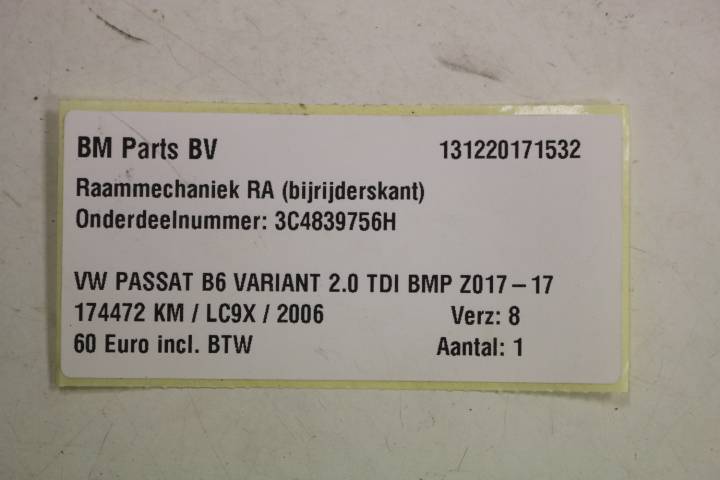 BM Parts BV 131220171532
Raammechaniek RA (bijrijderskant)
Onderdeelnummer: 3C4839756H
VW PASSAT B6 VARIANT 2.0 TDI BMP Z017-17
174472 KM / LC9X / 2006 Verz: 8
60 Euro incl. BTW Aantal: 1